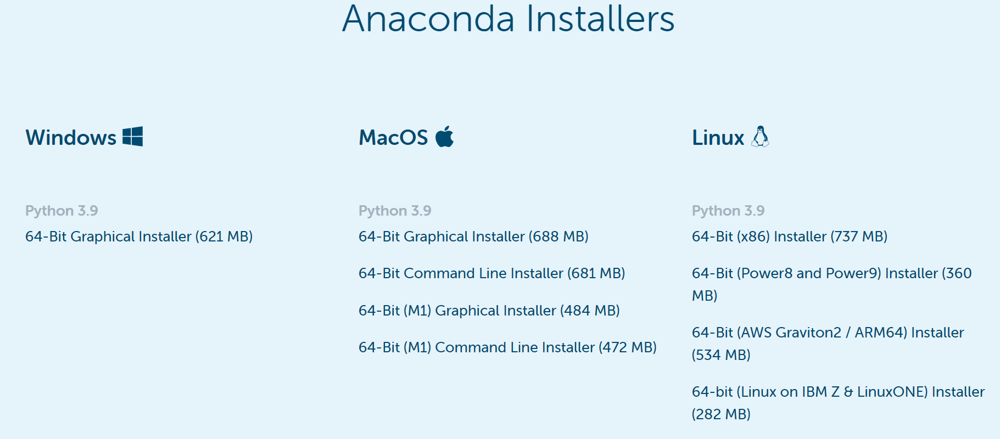 Anaconda Installers
Windows
Python 3.9
64-Bit Graphical Installer (621 MB)
MacOS
Python 3.9
64-Bit Graphical Installer (688 MB)
64-Bit Command Line Installer (681 MB)
64-Bit (M1) Graphical Installer (484 MB)
64-Bit (M1) Command Line Installer (472 MB)
Linux
Python 3.9
64-Bit (x86) Installer (737 MB)
64-Bit (Power8 and Power9) Installer (360
MB)
64-Bit (AWS Graviton2 / ARM64) Installer
(534 MB)
64-bit (Linux on IBM Z & LinuxONE) Installer
(282 MB)